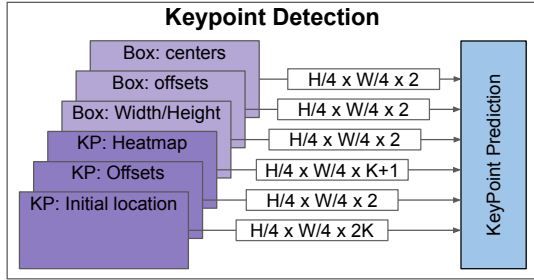 Keypoint Detection
Box: centers
Box: offsets
Box: Width/Height
KP: Heatmap
KP: Offsets
KP: Initial location
H/4 x W/4 x 2
H/4 x W/4 x 2
H/4 x W/4 x 2
H/4 x W/4 x K+1
H/4 x W/4 x 2
H/4 x W/4 x 2K
KeyPoint Prediction